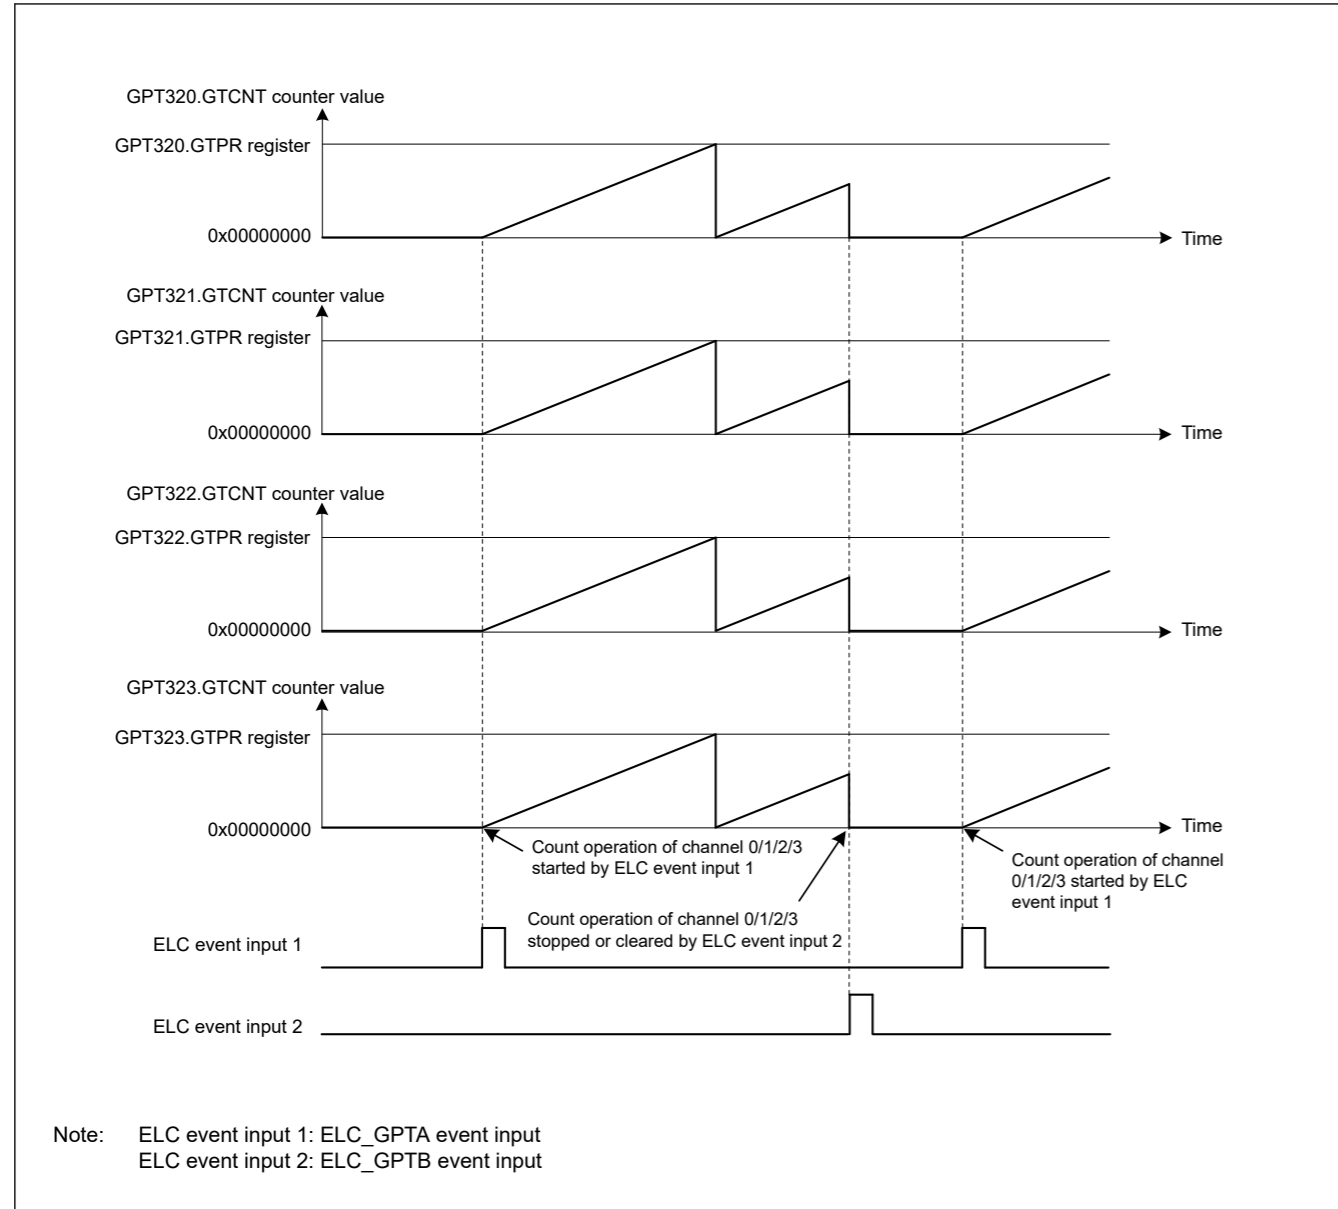 GPT320.GTCNT counter value
GPT320.GTPR register
0x00000000
Time
GPT321.GTCNT counter value
GPT321.GTPR register
0x00000000
Time
GPT322.GTCNT counter value
GPT322.GTPR register
0x00000000
Time
GPT323.GTCNT counter value
GPT323.GTPR register
0x00000000
Time
Count operation of channel 0/1/2/3
started by ELC event input 1
Count operation of channel
0/1/2/3 started by ELC
event input 1
Count operation of channel 0/1/2/3
stopped or cleared by ELC event input 2
ELC event input 1
ELC event input 2
Note: ELC event input 1: ELC_GPTA event input
ELC event input 2: ELC_GPTB event input